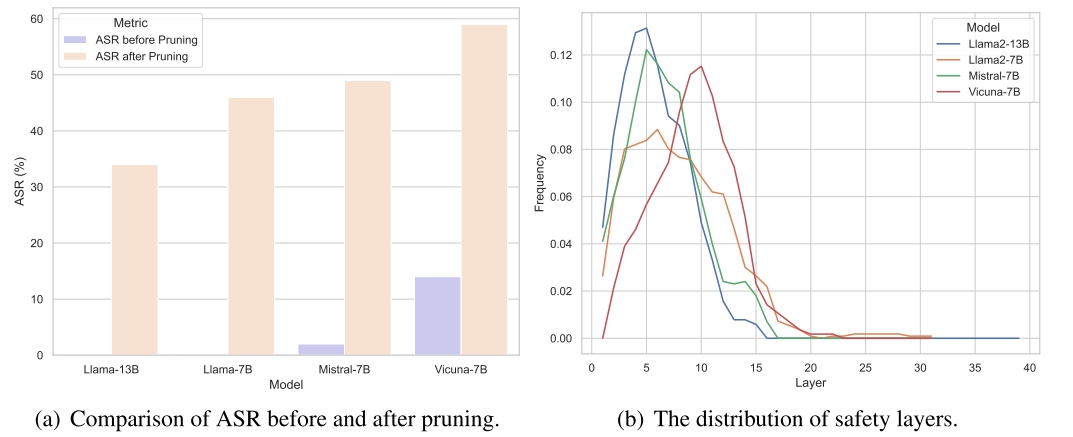 Metric
ASR before Pruning
ASR after Pruning
ASR (%)
60
50
40
30
20
10
0
Llama-13B Llama-7B Mistral-7B Vicuna-7B
Model
(a) Comparison of ASR before and after pruning.
Model
Llama2-13B
Llama2-7B
Mistral-7B
Vicuna-7B
Frequency
0.12
0.10
0.08
0.06
0.04
0.02
0.00
0 5 10 15 20 25 30 35 40
Layer
(b) The distribution of safety layers.